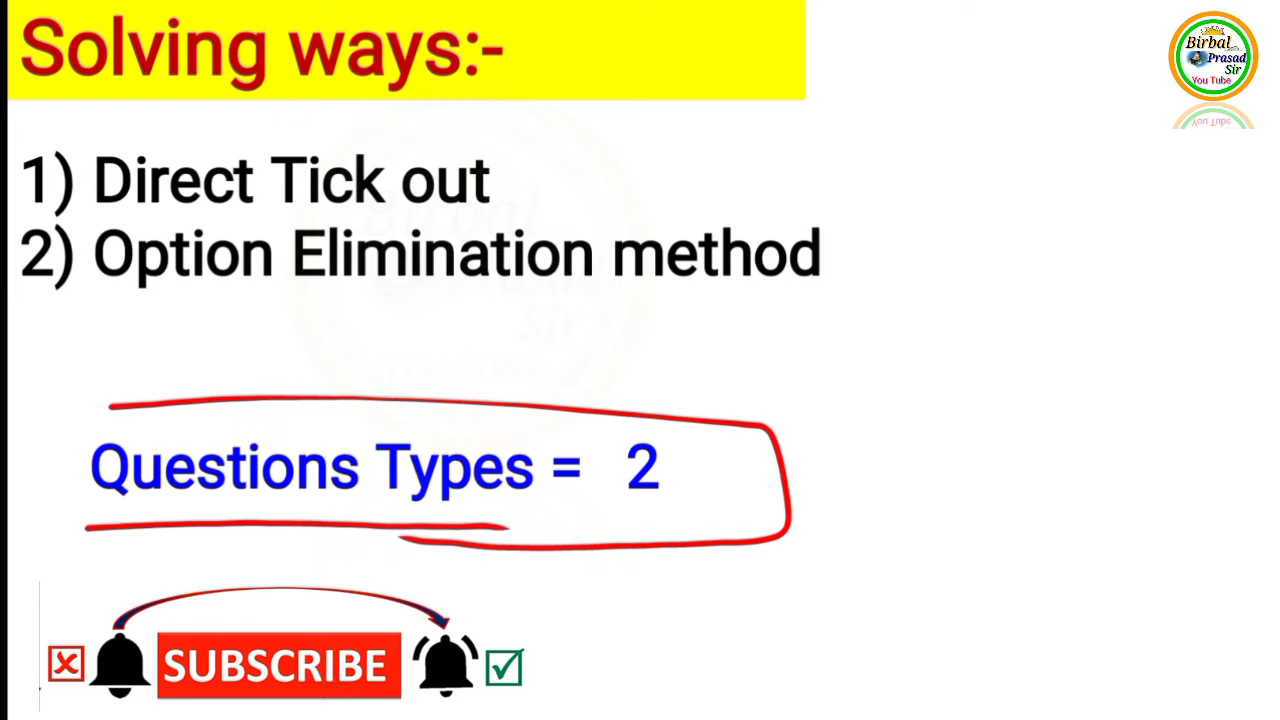 Solving ways:-
Birbal
Prasad
Sir
You Tube
1) Direct Tick out
2) Option Elimination method
Questions Types = 2
SUBSCRIBE